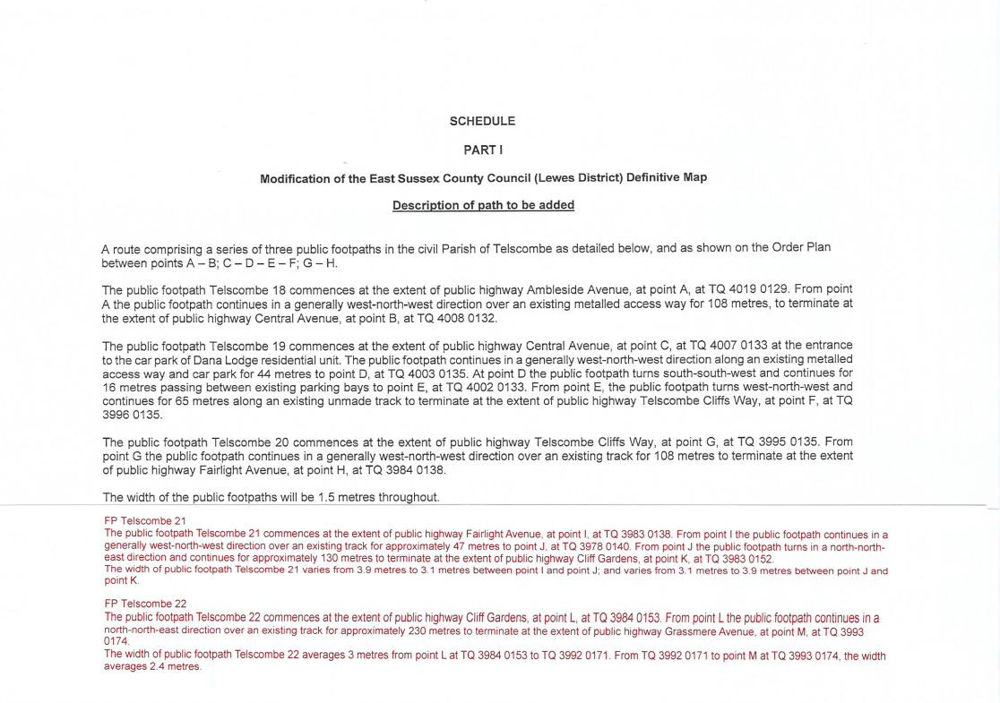 SCHEDULE
PART I
Modification of the East Sussex County Council (Lewes District) Definitive Map
Description of path to be added
A route comprising a series of three public footpaths in the civil Parish of Telscombe as detailed below, and as shown on the Order Plan
between points A – B; C – D – E – F; G – H.
The public footpath Telscombe 18 commences at the extent of public highway Ambleside Avenue, at point A, at TQ 4019 0129. From point
A the public footpath continues in a generally west-north-west direction over an existing metalled access way for 108 metres, to terminate at
the extent of public highway Central Avenue, at point B, at TQ 4008 0132.
The public footpath Telscombe 19 commences at the extent of public highway Central Avenue, at point C, at TQ 4007 0133 at the entrance
to the car park of Dana Lodge residential unit. The public footpath continues in a generally west-north-west direction along an existing metalled
access way and car park for 44 metres to point D, at TQ 4003 0135. At point D the public footpath turns south-south-west and continues for
16 metres passing between existing parking bays to point E, at TQ 4002 0133. From point E, the public footpath turns west-north-west and
continues for 65 metres along an existing unmade track to terminate at the extent of public highway Telscombe Cliffs Way, at point F, at TQ
3996 0135.
The public footpath Telscombe 20 commences at the extent of public highway Telscombe Cliffs Way, at point G, at TQ 3995 0135. From
point G the public footpath continues in a generally west-north-west direction over an existing track for 108 metres to terminate at the extent
of public highway Fairlight Avenue, at point H, at TQ 3984 0138.
The width of the public footpaths will be 1.5 metres throughout.
FP Telscombe 21
The public footpath Telscombe 21 commences at the extent of public highway Fairlight Avenue, at point I, at TQ 3983 0138. From point I the public footpath continues in a
generally west-north-west direction over an existing track for approximately 47 metres to point J, at TQ 3978 0140. From point J the public footpath turns in a north-north-
east direction and continues for approximately 130 metres to terminate at the extent of public highway Cliff Gardens, at point K, at TQ 3983 0152.
The width of public footpath Telscombe 21 varies from 3.9 metres to 3.1 metres between point I and point J; and varies from 3.1 metres to 3.9 metres between point J and
point K.
FP Telscombe 22
The public footpath Telscombe 22 commences at the extent of public highway Cliff Gardens, at point L, at TQ 3984 0153. From point L the public footpath continues in a
north-north-east direction over an existing track for approximately 230 metres to terminate at the extent of public highway Grassmere Avenue, at point M, at TQ 3993
0174.
The width of public footpath Telscombe 22 averages 3 metres from point L at TQ 3984 0153 to TQ 3992 0171. From TQ 3992 0171 to point M at TQ 3993 0174, the width
averages 2.4 metres.